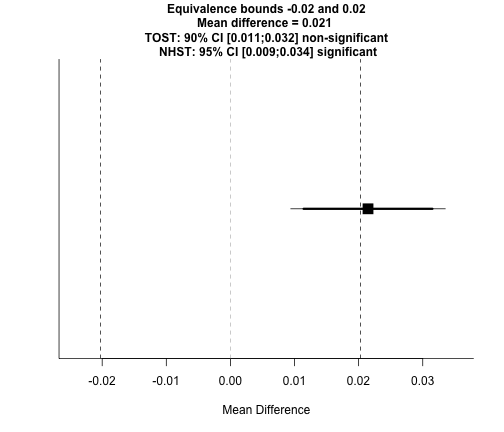 Equivalence bounds -0.02 and 0.02
Mean difference = 0.021
TOST: 90% CI [0.011;0.032] non-significant
NHST: 95% CI [0.009;0.034] significant
-0.02 -0.01 0.00 0.01 0.02 0.03
Mean Difference